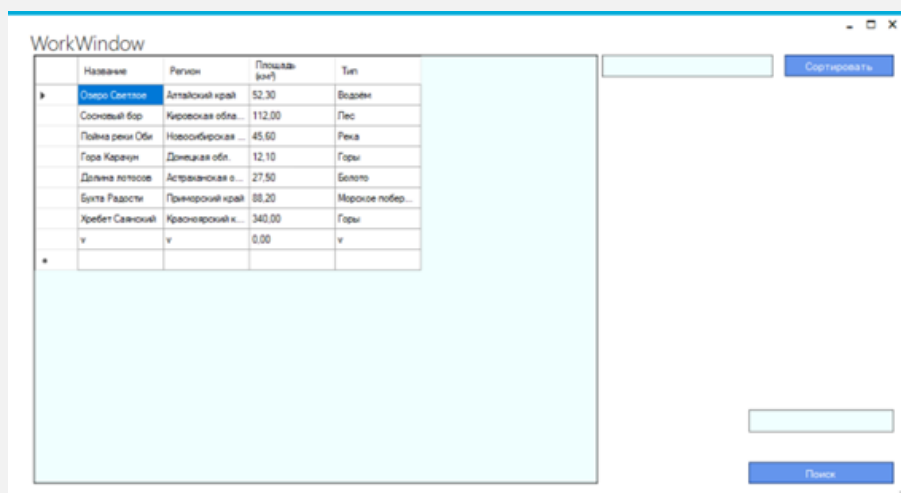 WorkWindow
Название Регион Площадь (км²) Тип
Озеро Светлое Алтайский край 52,30 Водоём
Сосновый бор Кировская обла... 112,00 Лес
Пойма реки Оби Новосибирская ... 45,60 Река
Гора Карачун Донецкая обл. 12,10 Горы
Долина лотосов Астраханская о... 27,50 Болото
Бухта Радости Приморский край 88,20 Морское побер...
Хребет Саянский Красноярский к... 340,00 Горы
v v 0,00 v
Сортировать
Поиск